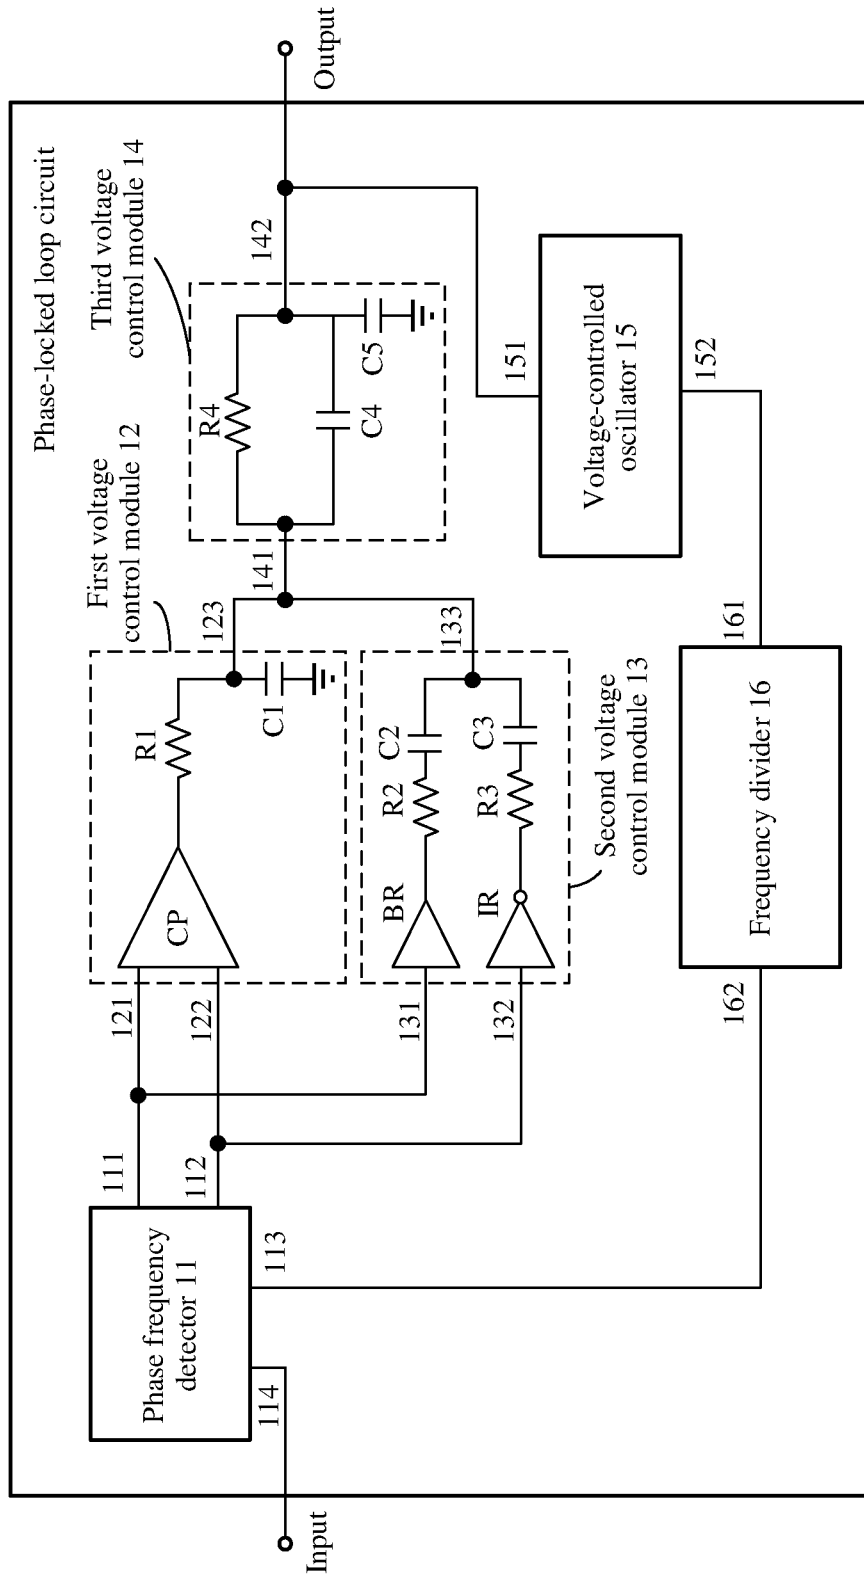 Phase-locked loop circuit
Input
Output
Phase frequency
detector 11
111
112
113
114
First voltage
control module 12
121
122
123
CP
R1
C1
Second voltage
control module 13
131
132
133
BR
IR
R2
C2
R3
C3
Third voltage
control module 14
141
142
R4
C4
C5
Voltage-controlled
oscillator 15
151
152
Frequency divider 16
161
162